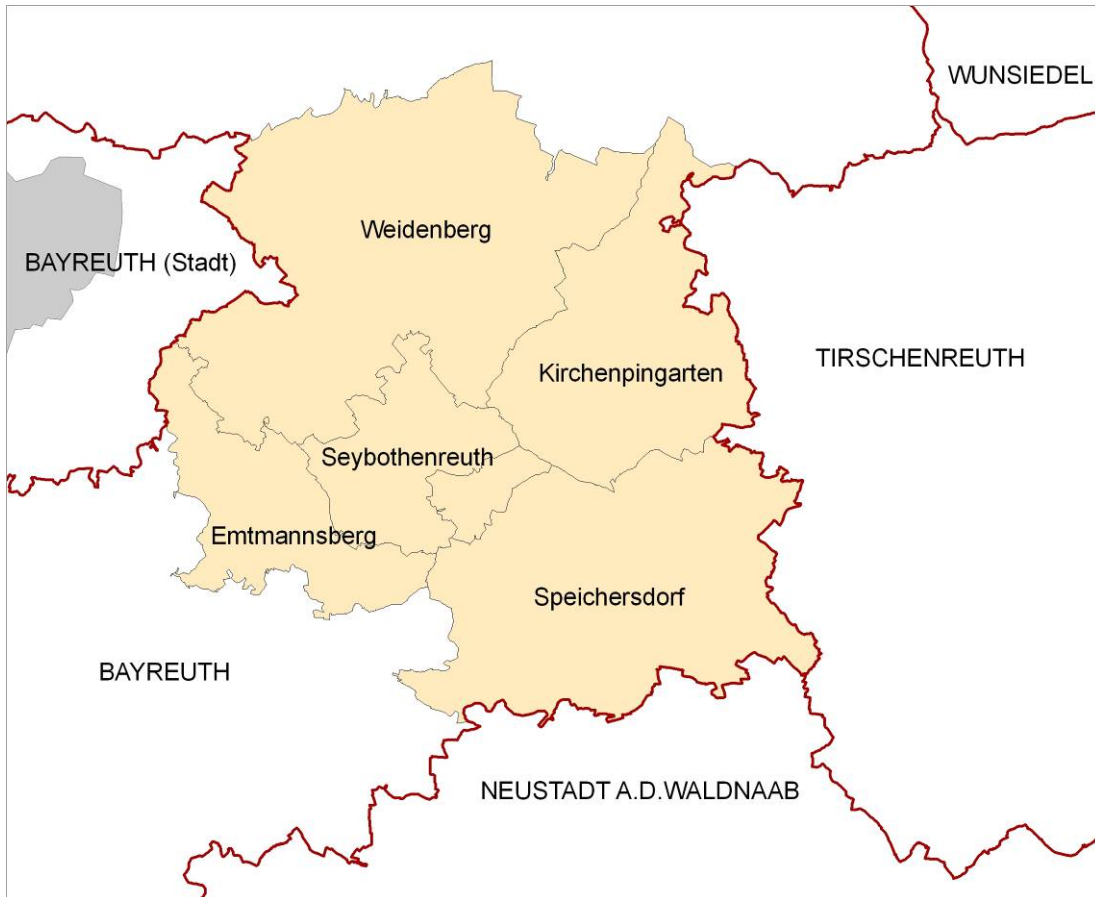 WUNSIEDEL
Weidenberg
BAYREUTH (Stadt)
TIRSCHENREUTH
Kirchenpingarten
Seybothenreuth
Emtmannsberg
Speichersdorf
BAYREUTH
NEUSTADT A.D.WALDNAAB